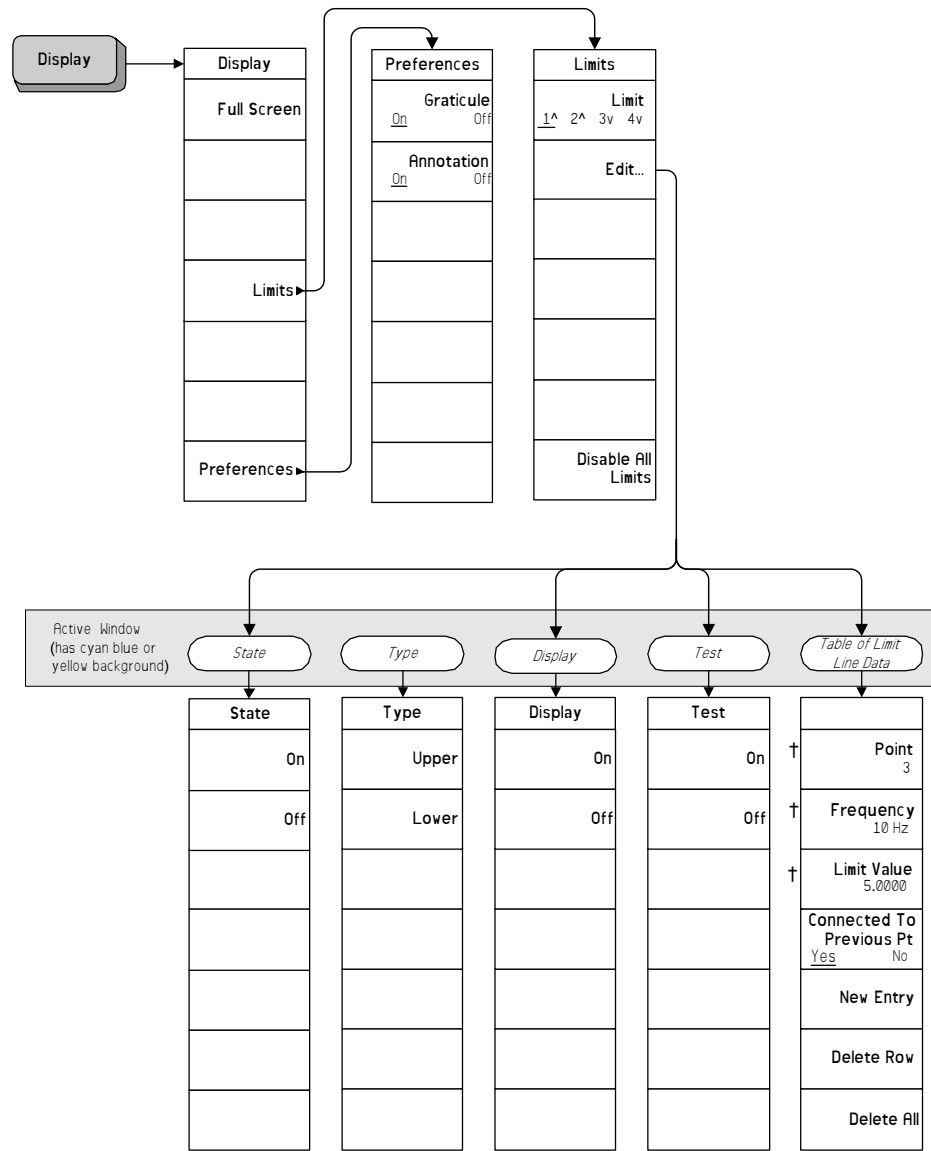 Display
Display
Full Screen
Limits
Preferences
Preferences
Graticule
On Off
Annotation
On Off
Limits
Limit
1^ 2^ 3v 4v
Edit...
Disable All
Limits
Active Window
(has cyan blue or
yellow background)
State
Type
Display
Test
Table of Limit
Line Data
State
On
Off
Type
Upper
Lower
Display
On
Off
Test
On
Off
† Point
3
† Frequency
10 Hz
† Limit Value
5.0000
Connected To
Previous Pt
Yes No
New Entry
Delete Row
Delete All